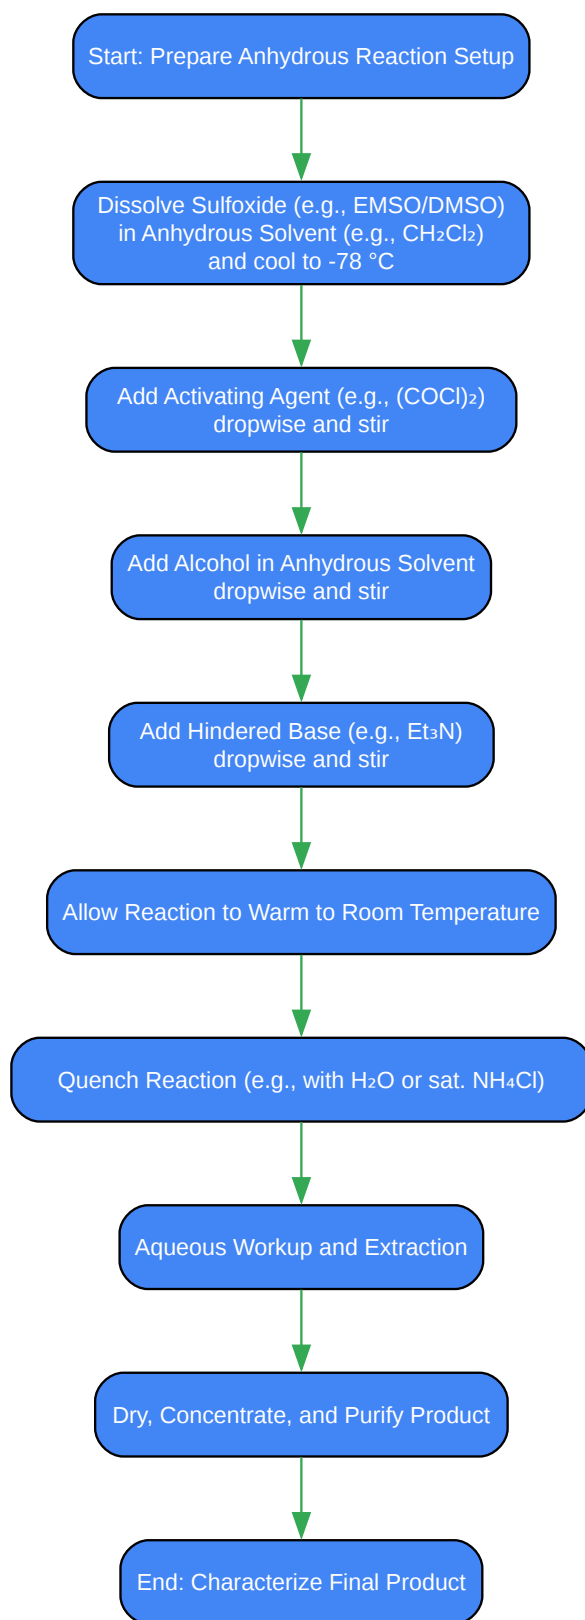 Start: Prepare Anhydrous Reaction Setup
Dissolve Sulfoxide (e.g., EMSO/DMSO)
in Anhydrous Solvent (e.g., CH₂Cl₂)
and cool to -78 °C
Add Activating Agent (e.g., (COCl)₂)
dropwise and stir
Add Alcohol in Anhydrous Solvent
dropwise and stir
Add Hindered Base (e.g., Et₃N)
dropwise and stir
Allow Reaction to Warm to Room Temperature
Quench Reaction (e.g., with H₂O or sat. NH₄Cl)
Aqueous Workup and Extraction
Dry, Concentrate, and Purify Product
End: Characterize Final Product